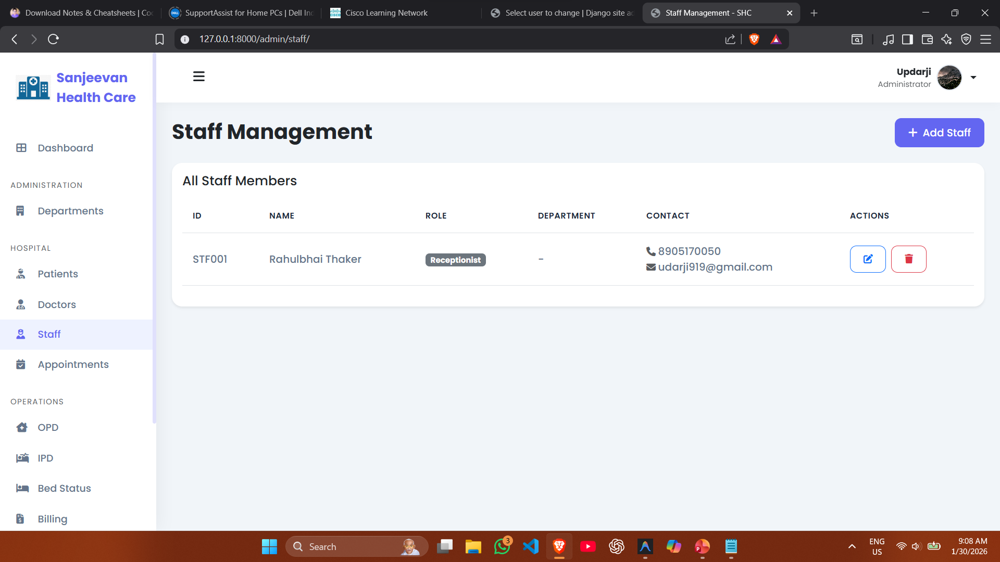 Download Notes & Cheatsheets | Co
SupportAssist for Home PCs | Dell In
Cisco Learning Network
Select user to change | Django site a
Staff Management - SHC
127.0.0.1:8000/admin/staff/
Sanjeevan
Health Care
Updarji
Administrator
Dashboard
ADMINISTRATION
Departments
HOSPITAL
Patients
Doctors
Staff
Appointments
OPERATIONS
OPD
IPD
Bed Status
Billing
Staff Management
Add Staff
All Staff Members
ID NAME ROLE DEPARTMENT CONTACT ACTIONS
STF001 Rahulbhai Thaker Receptionist - 8905170050
udarji919@gmail.com
Search
3
ENG
US
9:08 AM
1/30/2026